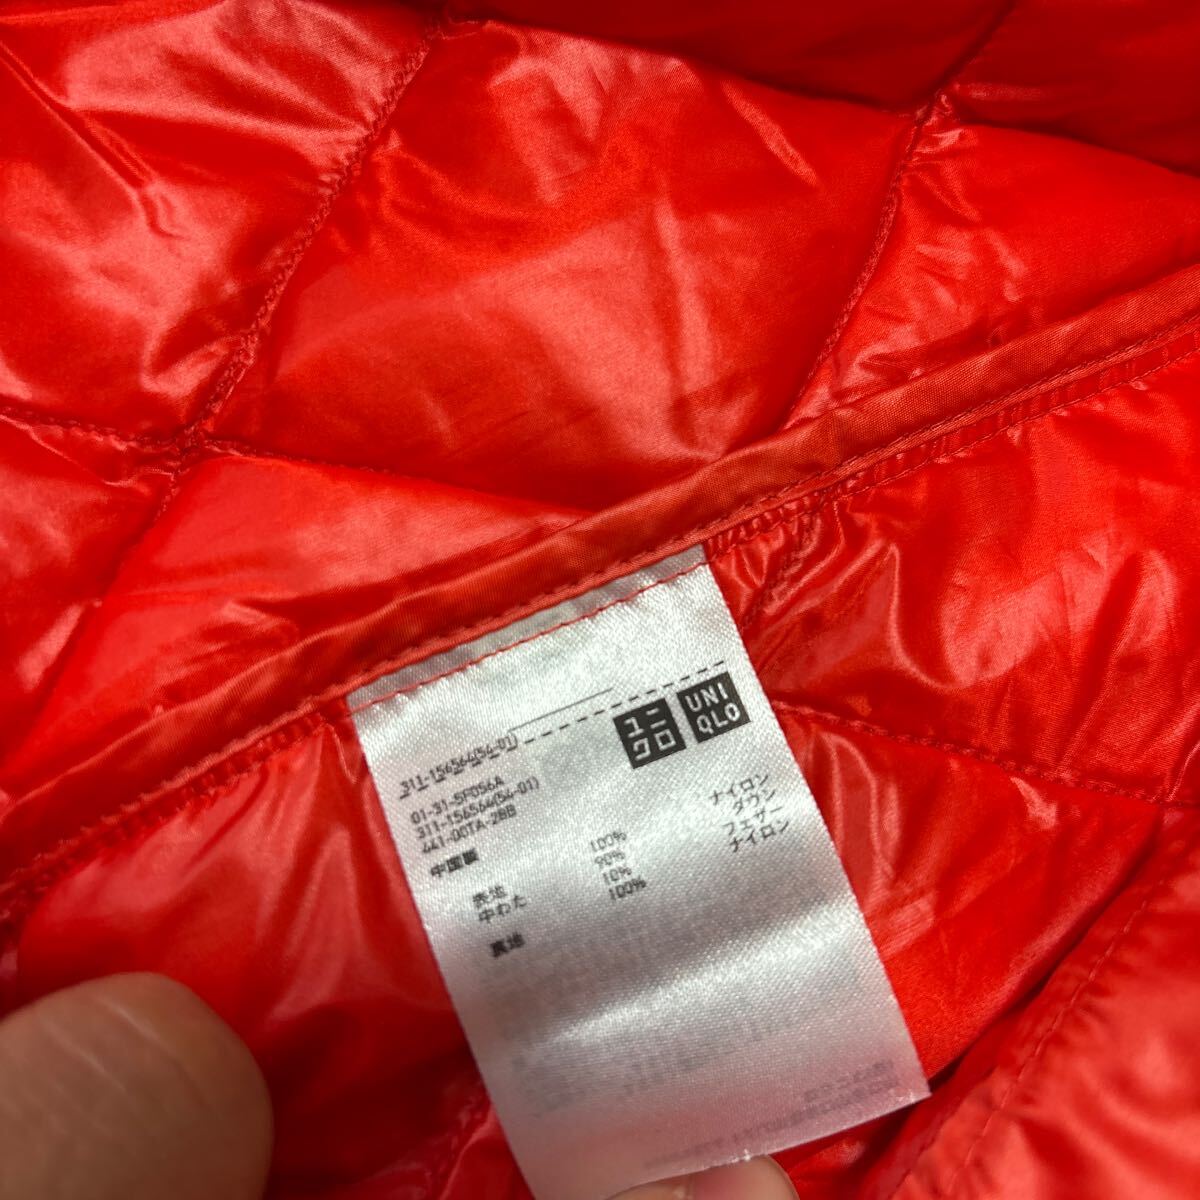 ユニ
クロ
UNI
QLO
311-156564(54-01)
01-31-5F056A
311-156564(54-01)
441-00TA-2BB
中国製
表地 100% ナイロン
中わた 90% ダウン
10% フェザー
裏地 100% ナイロン